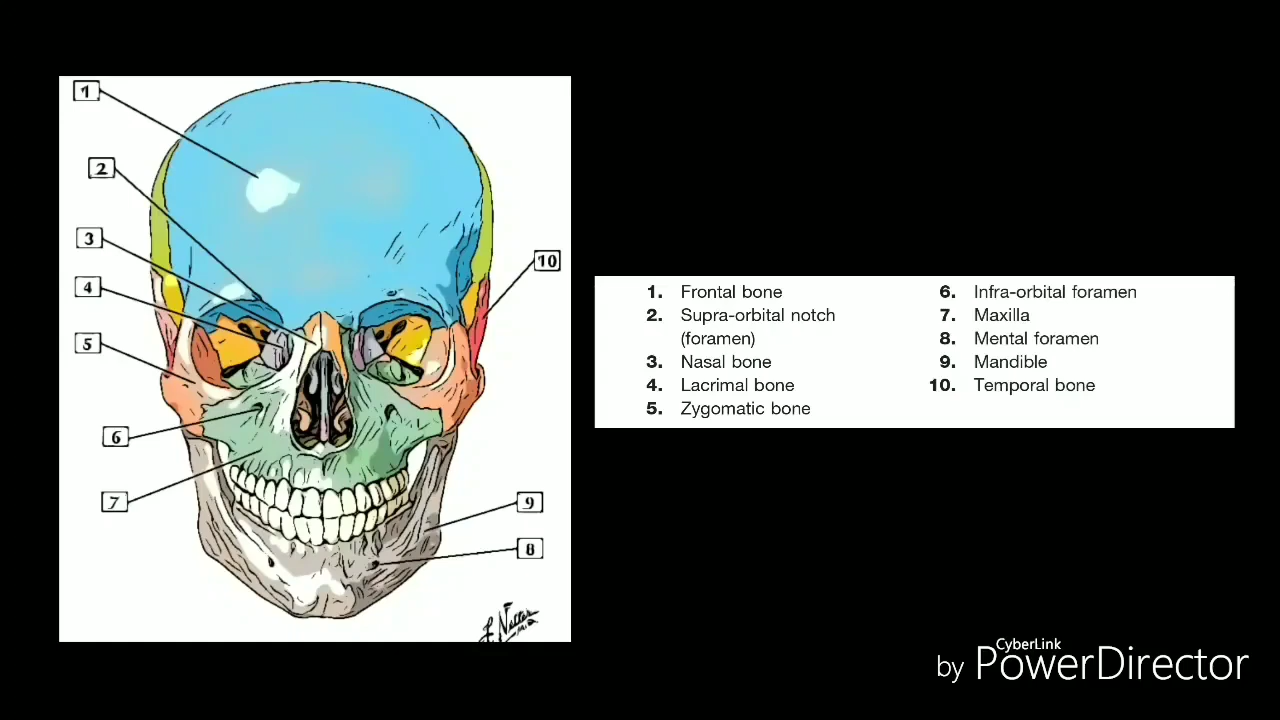 1
2
3
4
5
6
7
10
9
8
F. Netter
1. Frontal bone
2. Supra-orbital notch
(foramen)
3. Nasal bone
4. Lacrimal bone
5. Zygomatic bone
6. Infra-orbital foramen
7. Maxilla
8. Mental foramen
9. Mandible
10. Temporal bone
CyberLink
by PowerDirector